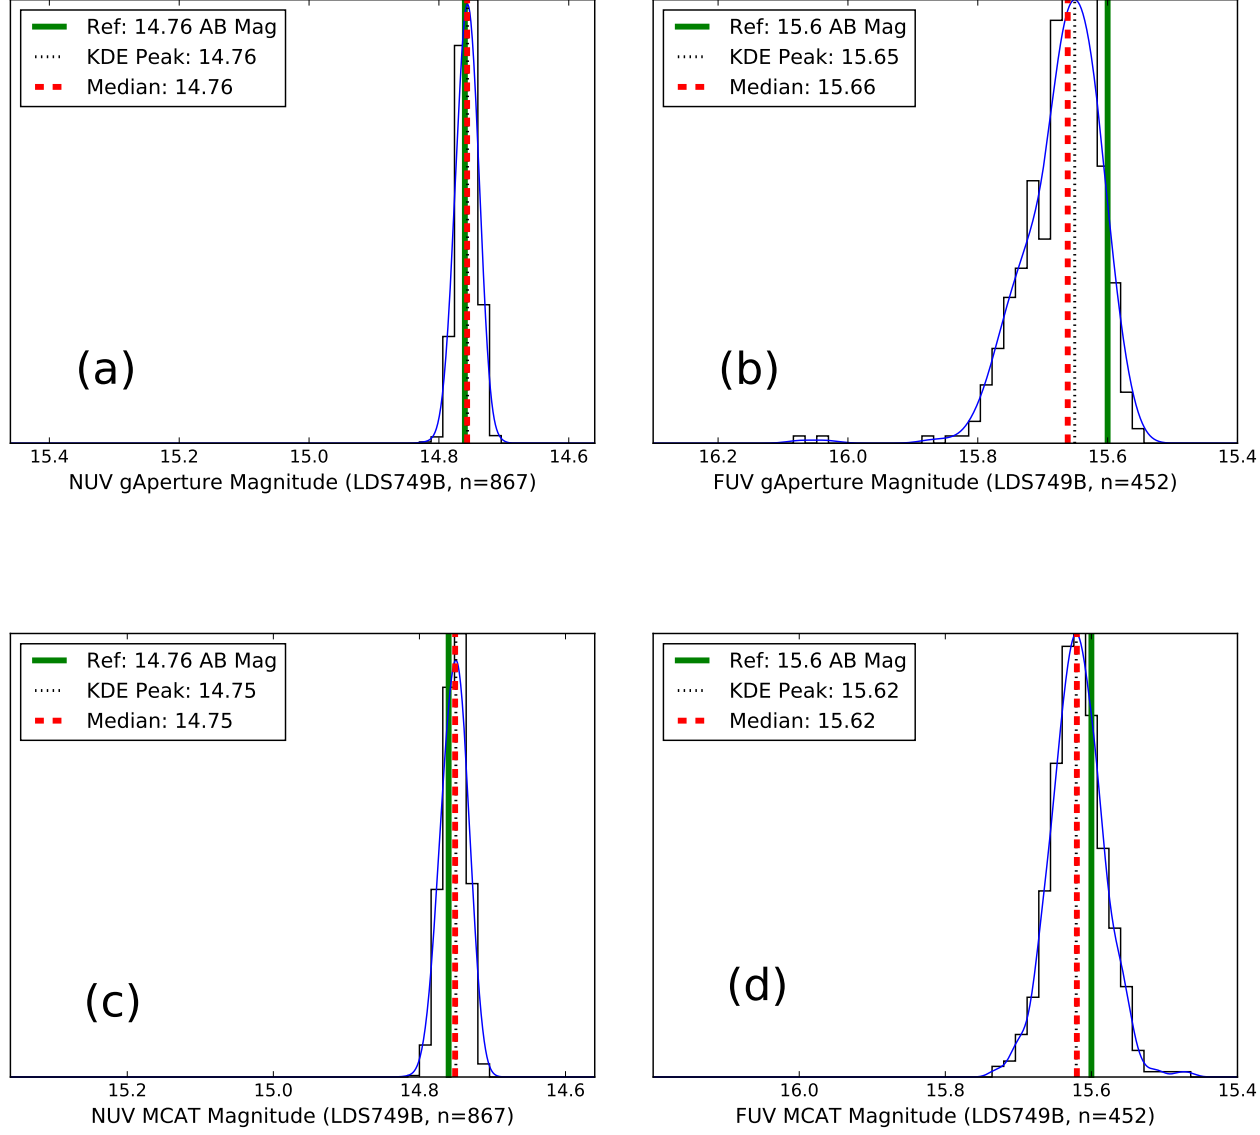 Ref: 14.76 AB Mag
KDE Peak: 14.76
Median: 14.76
(a)
15.4 15.2 15.0 14.8 14.6
NUV gAperture Magnitude (LDS749B, n=867)
Ref: 15.6 AB Mag
KDE Peak: 15.65
Median: 15.66
(b)
16.2 16.0 15.8 15.6 15.4
FUV gAperture Magnitude (LDS749B, n=452)
Ref: 14.76 AB Mag
KDE Peak: 14.75
Median: 14.75
(c)
15.2 15.0 14.8 14.6
NUV MCAT Magnitude (LDS749B, n=867)
Ref: 15.6 AB Mag
KDE Peak: 15.62
Median: 15.62
(d)
16.0 15.8 15.6 15.4
FUV MCAT Magnitude (LDS749B, n=452)